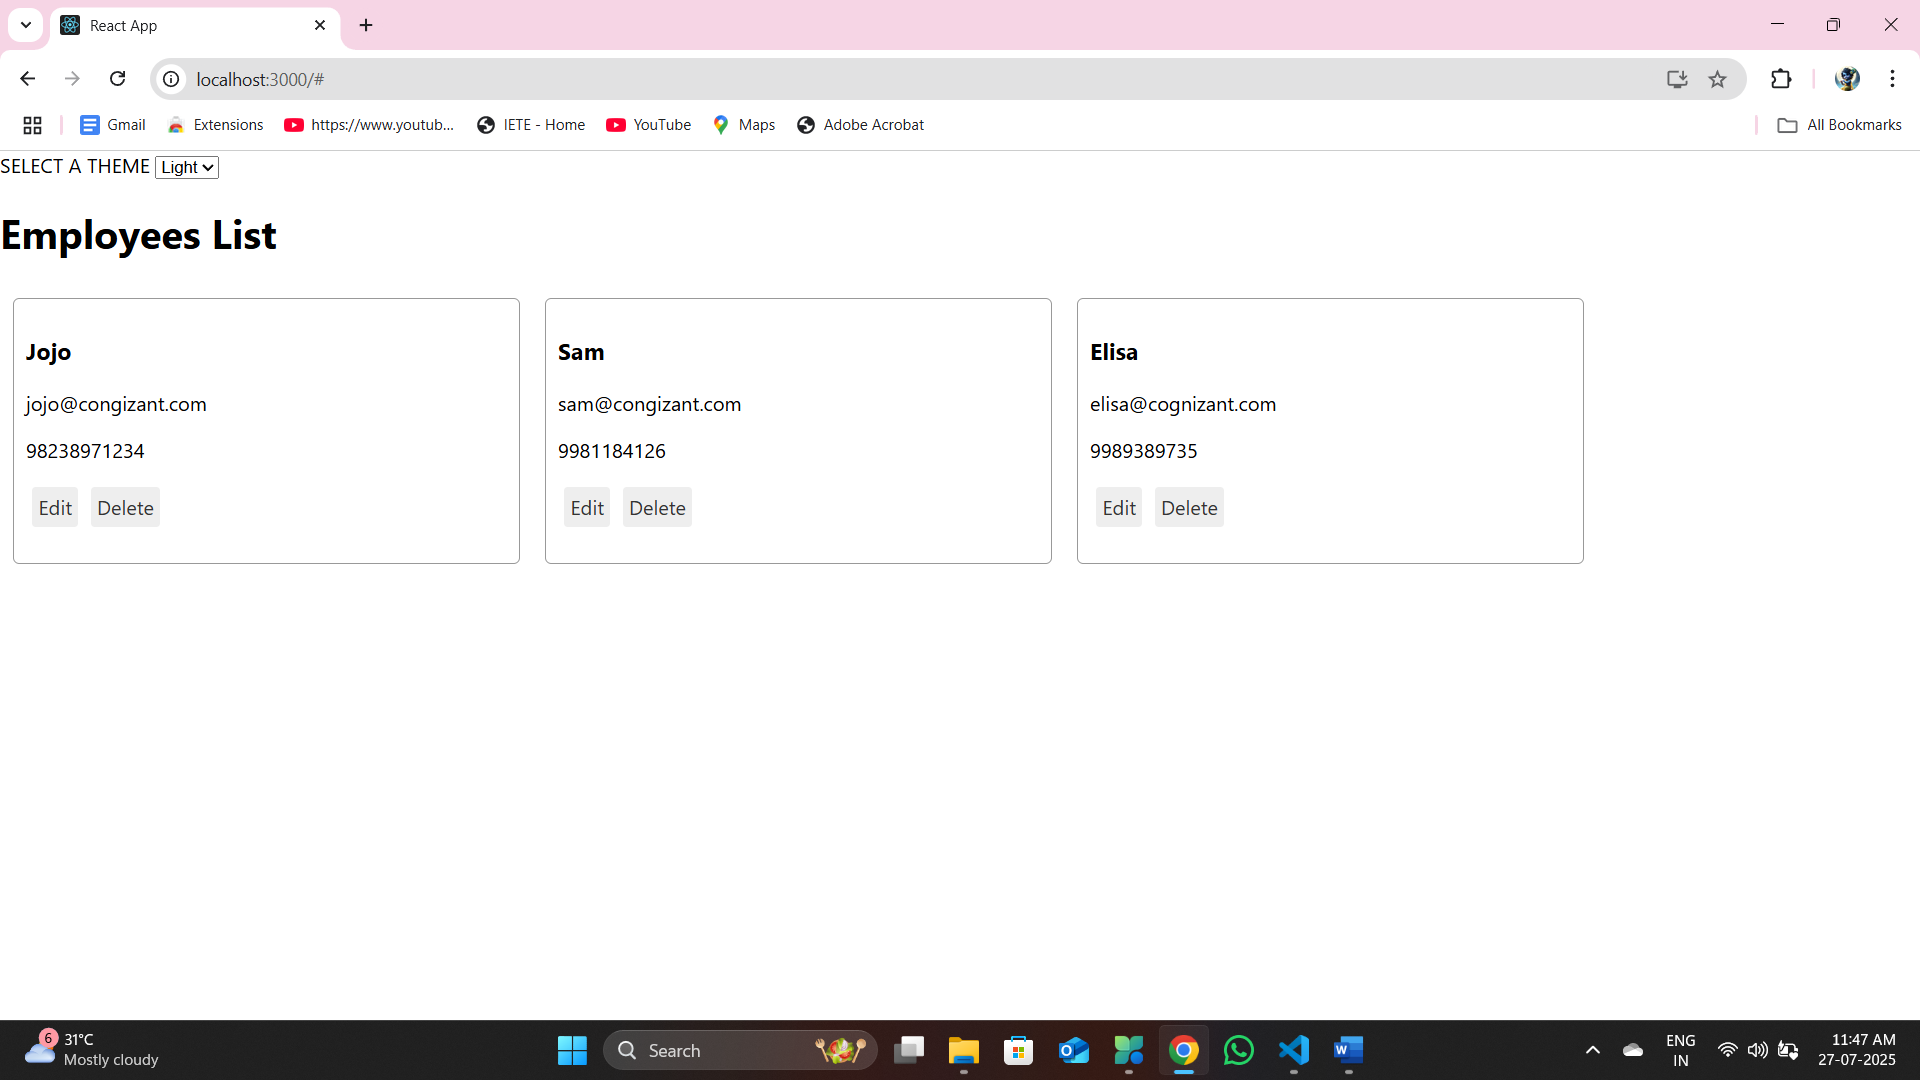 React App
localhost:3000/#
Gmail Extensions https://www.youtub... IETE - Home YouTube Maps Adobe Acrobat All Bookmarks
SELECT A THEME Light
Employees List
Jojo
jojo@congizant.com
98238971234
Edit Delete
Sam
sam@congizant.com
9981184126
Edit Delete
Elisa
elisa@cognizant.com
9989389735
Edit Delete
6
31°C
Mostly cloudy
Search
ENG
IN
11:47 AM
27-07-2025